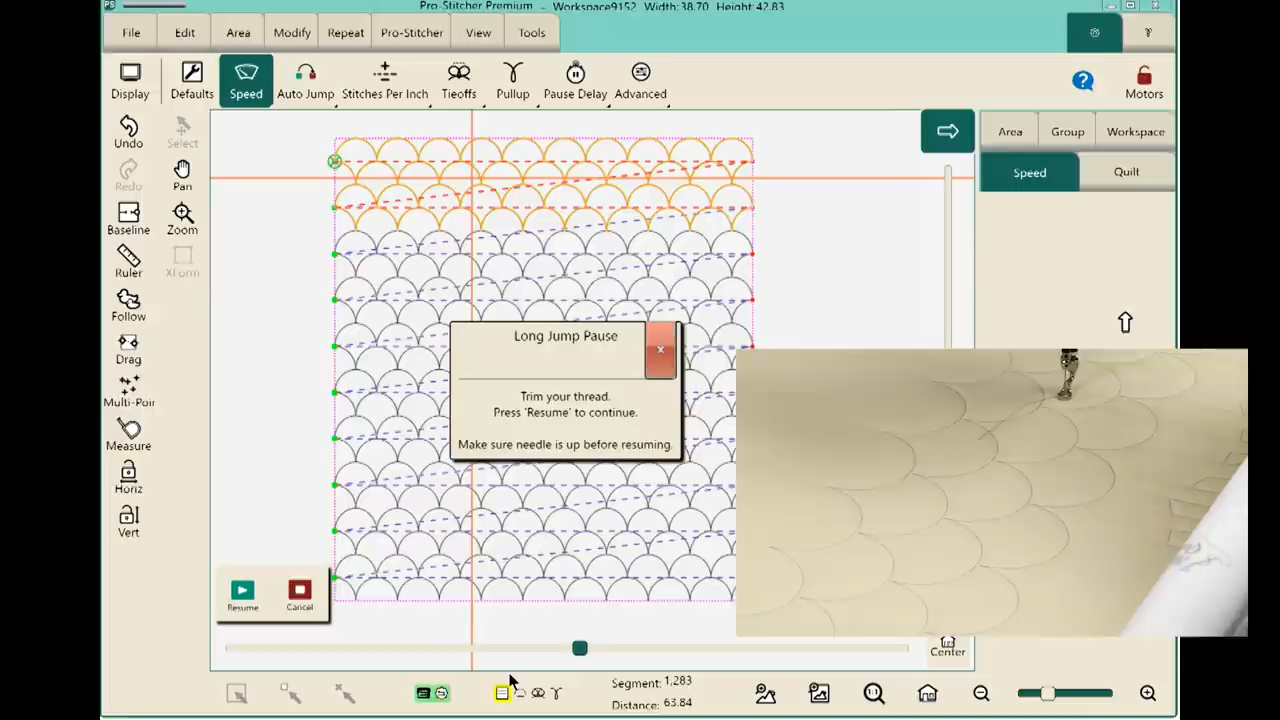 PS
Pro-Stitcher Premium - Workspace9152 Width: 38.70 Height: 42.83
File Edit Area Modify Repeat Pro-Stitcher View Tools ?
Display Defaults Speed Auto Jump Stitches Per Inch Tieoffs Pullup Pause Delay Advanced ? Motors
Undo Select
Redo Pan
Baseline Zoom
Ruler XForm
Follow
Drag
Multi-Poir
Measure
Horiz
Vert
Area Group Workspace
Speed Quilt
Long Jump Pause
x
Trim your thread.
Press 'Resume' to continue.
Make sure needle is up before resuming.
Resume Cancel
Center
Segment: 1,283
Distance: 63.84
1:1